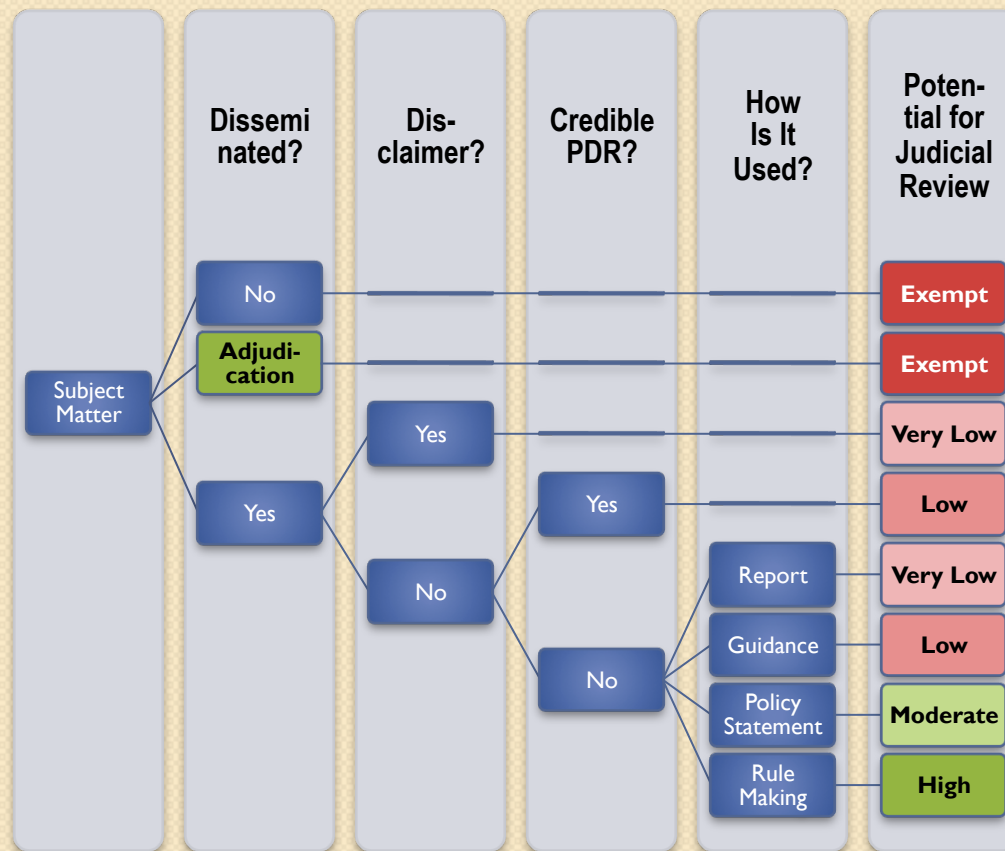 Dissemi
nated?
Dis-
claimer?
Credible
PDR?
How
Is It
Used?
Poten-
tial for
Judicial
Review
No
Exempt
Adjudi-
cation
Exempt
Subject
Matter
Yes
Very Low
Yes
Yes
Low
No
Report
Very Low
Guidance
Low
No
Policy
Statement
Moderate
Rule
Making
High